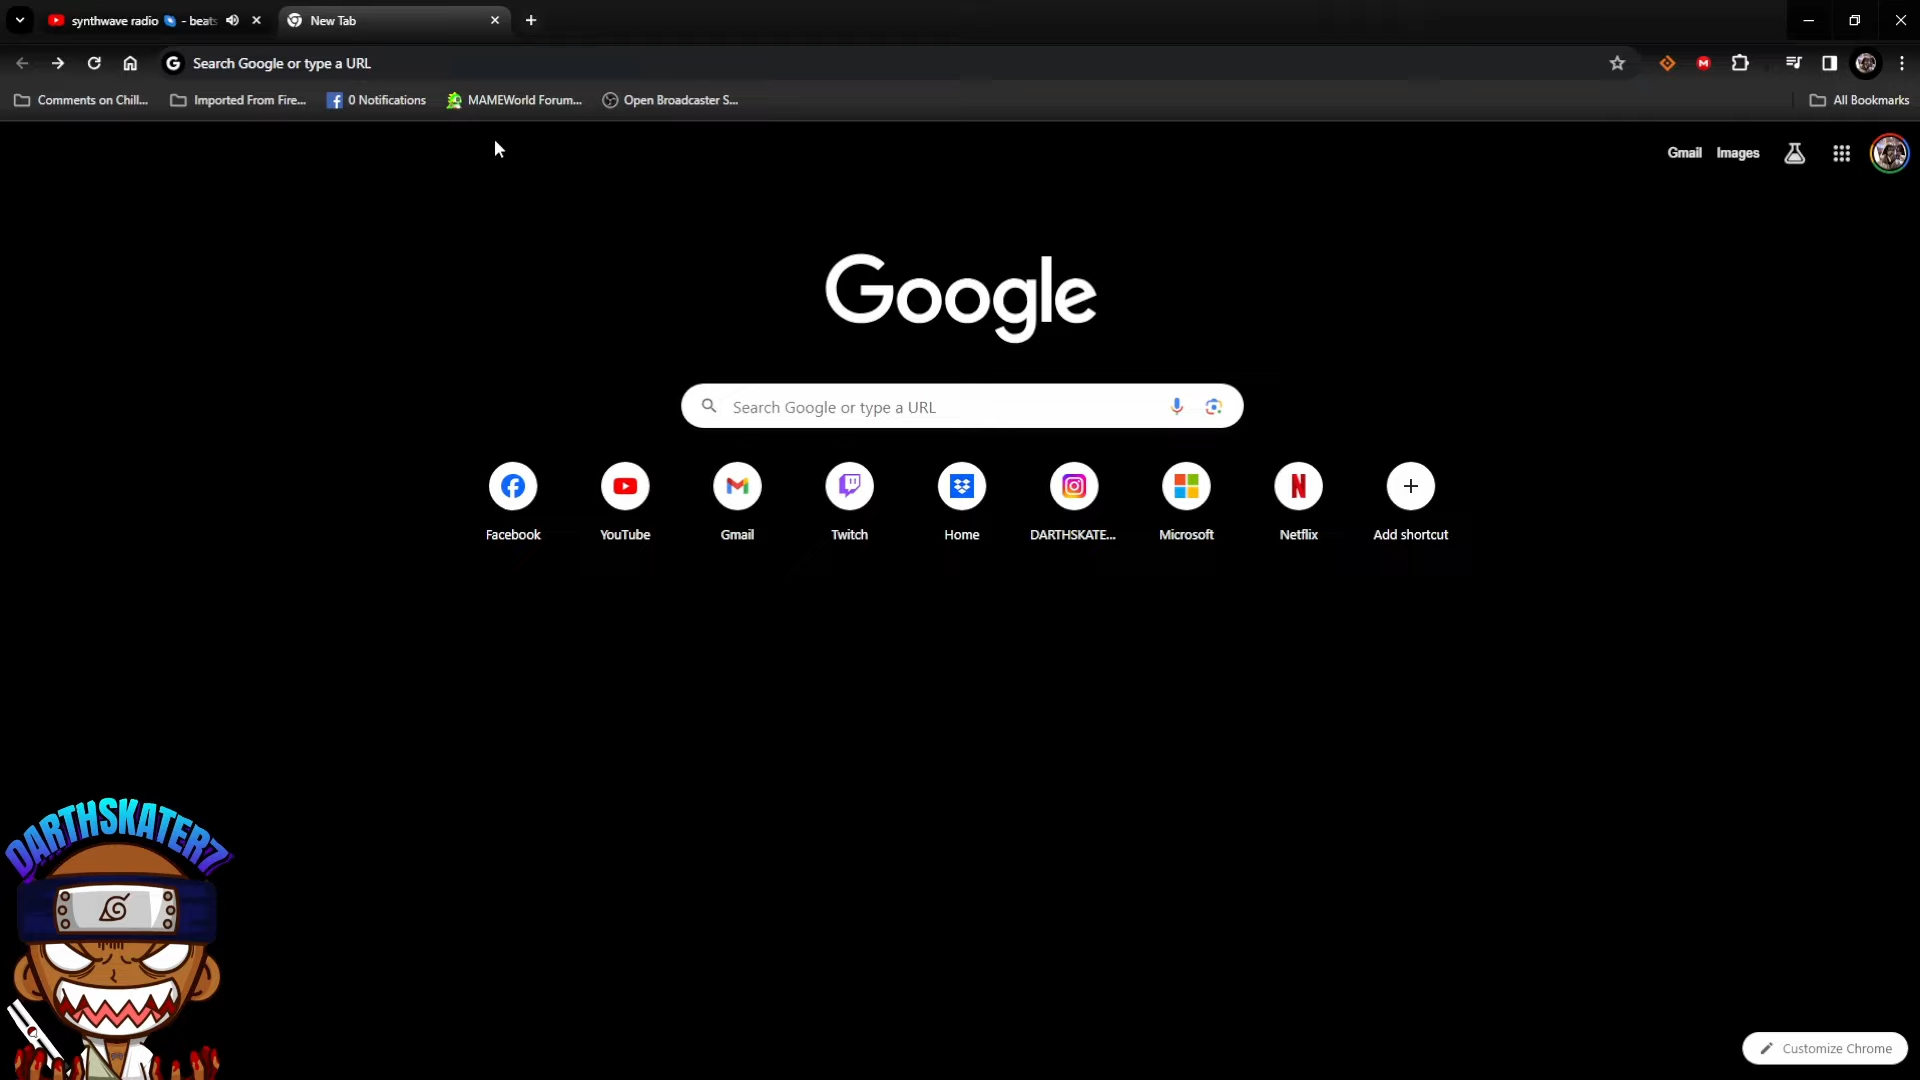 synthwave radio - beats
New Tab
Search Google or type a URL
Comments on Chill...
Imported From Fire...
0 Notifications
MAMEWorld Forum...
Open Broadcaster S...
All Bookmarks
Gmail
Images
Google
Search Google or type a URL
Facebook
YouTube
Gmail
Twitch
Home
DARTHSKATE...
Microsoft
Netflix
Add shortcut
DARTHSKATER7
Customize Chrome